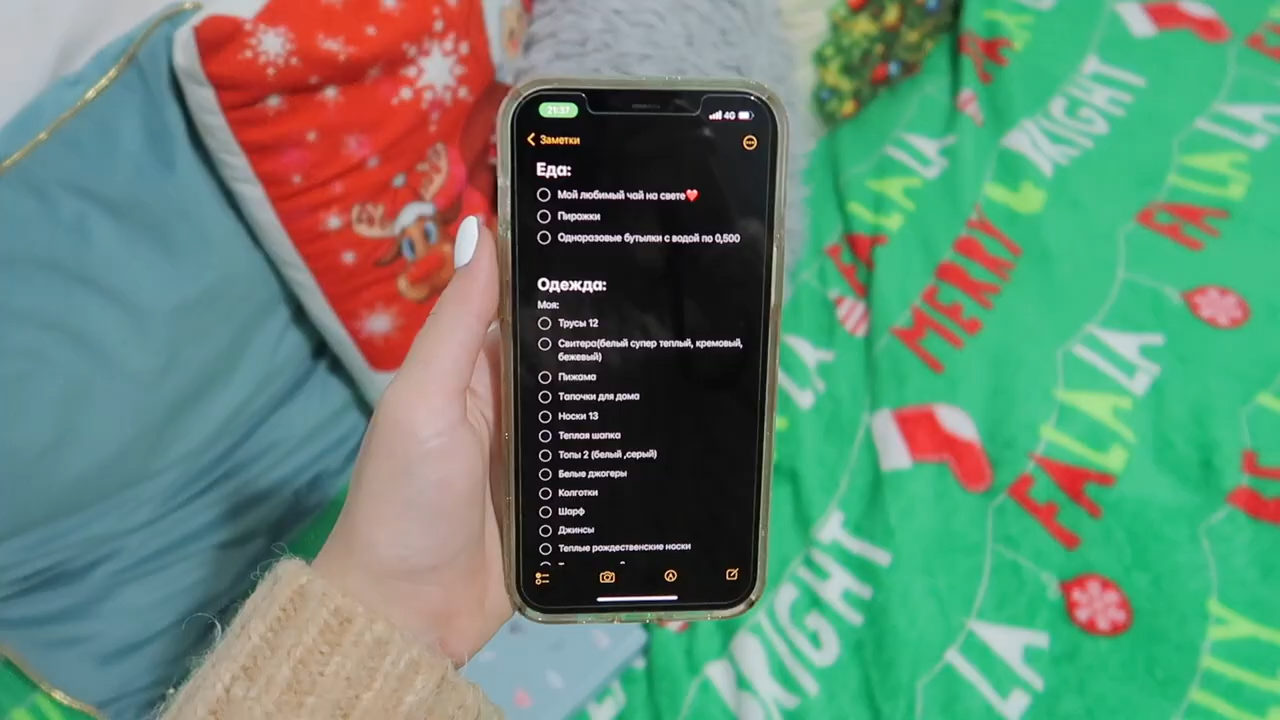 21:37
4G
Заметки
Еда:
Мой любимый чай на свете❤️
Пирожки
Одноразовые бутылки с водой по 0,500
Одежда:
Моя:
Трусы 12
Свитера(белый супер теплый, кремовый,
бежевый)
Пижама
Тапочки для дома
Носки 13
Теплая шапка
Топы 2 (белый ,серый)
Белые джогеры
Колготки
Шарф
Джинсы
Теплые рождественские носки
FA LA LA
MERRY & BRIGHT
FA LA LA
FA LA LA
LA
BRIGHT
LA
LLY